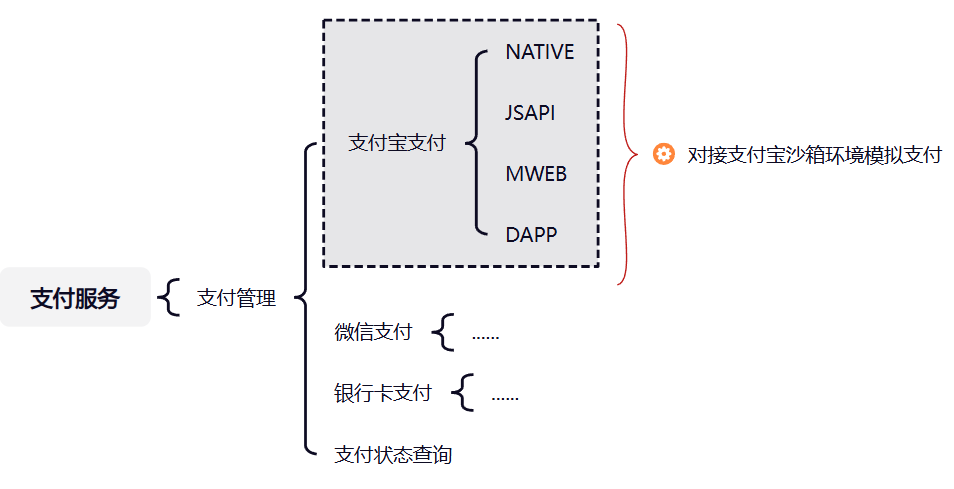 支付服务
支付管理
支付宝支付
NATIVE
JSAPI
MWEB
DAPP
对接支付宝沙箱环境模拟支付
微信支付
......
银行卡支付
......
支付状态查询